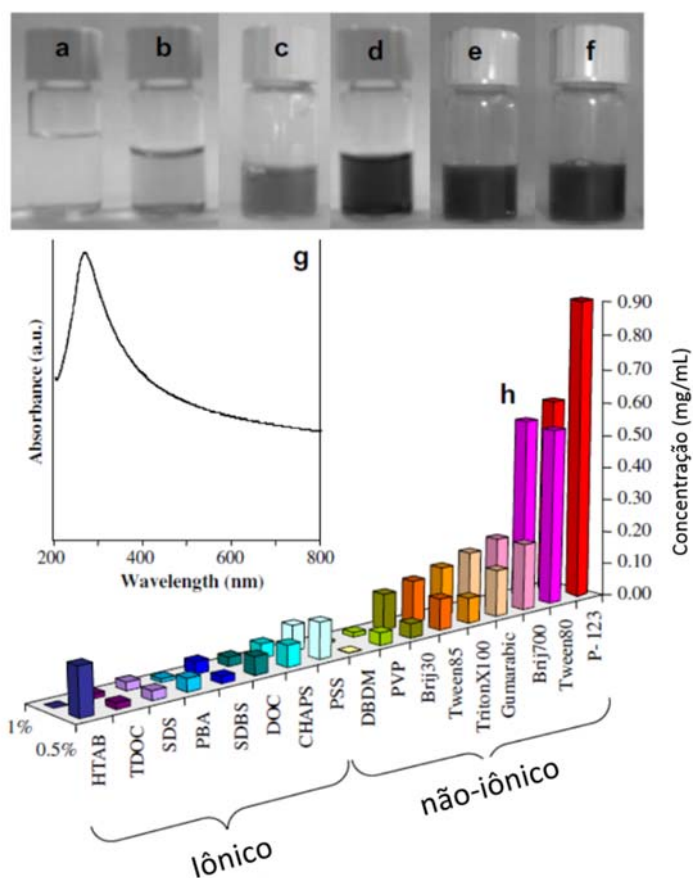 a b c d e f
g
Absorbance (a.u.)
200 400 600 800
Wavelength (nm)
h
0.90
0.80
0.70
0.60
0.50
0.40
0.30
0.20
0.10
0.00
Concentração (mg/mL)
1%
0.5%
HTAB
TDOC
SDS
PBA
SDBS
DOC
CHAPS
PSS
DBDM
PVP
Brij30
Tween85
TritonX100
Gumarabic
Brij700
Tween80
P-123
Iônico
não-iônico